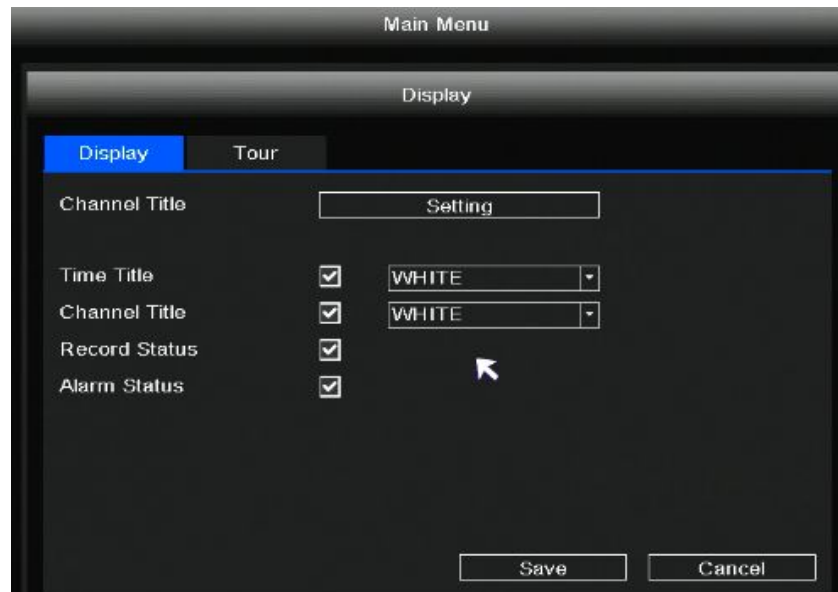 Main Menu
Display
Display Tour
Channel Title Setting
Time Title WHITE
Channel Title WHITE
Record Status
Alarm Status
Save Cancel